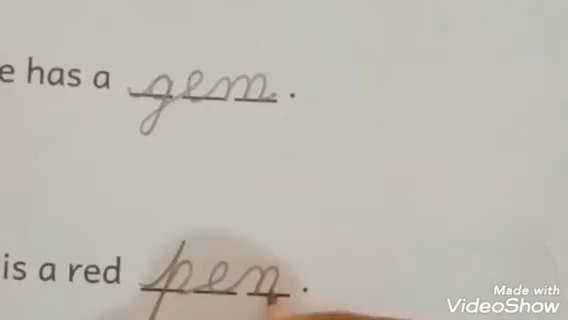 e has a gem.
is a red pen.
Made with
VideoShow